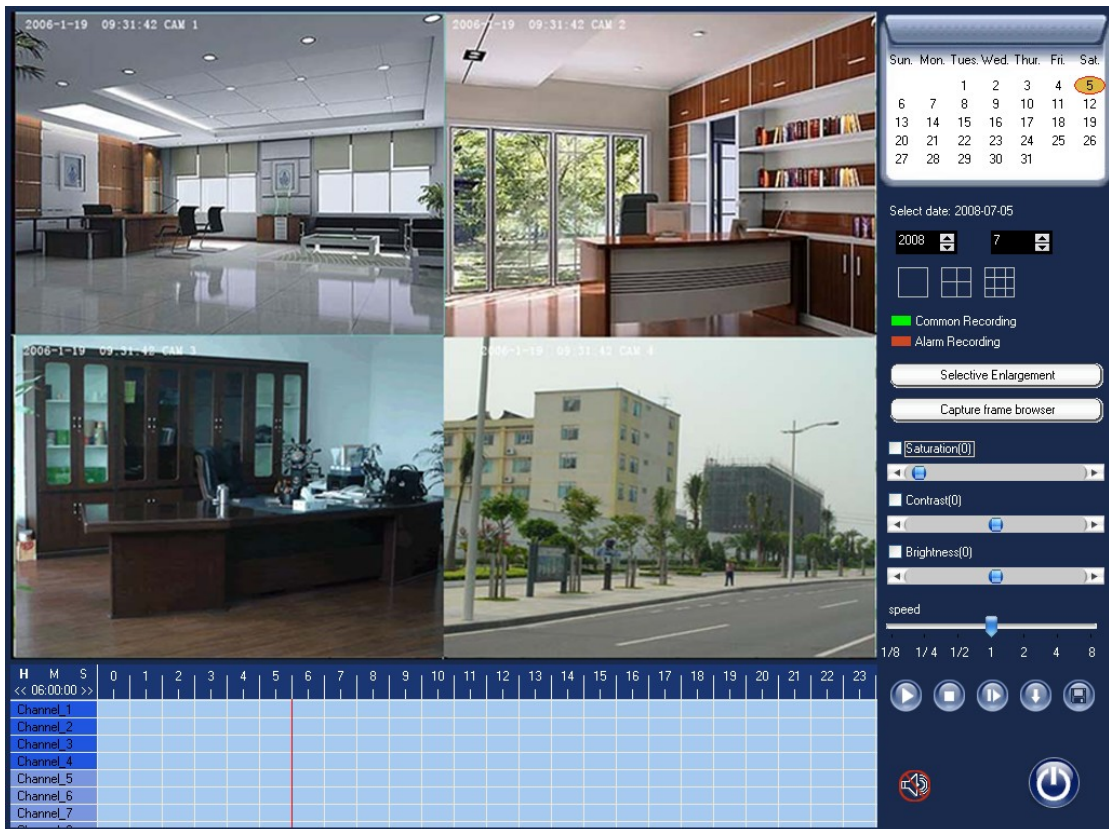 2006-1-19 09:31:42 CAM 1
2006-1-19 09:31:42 CAM 2
2006-1-19 09:31:42 CAM 3
2006-1-19 09:31:42 CAM 4
Sun. Mon. Tues. Wed. Thur. Fri. Sat.
1 2 3 4 5
6 7 8 9 10 11 12
13 14 15 16 17 18 19
20 21 22 23 24 25 26
27 28 29 30 31
Select date: 2008-07-05
2008 7
Common Recording
Alarm Recording
Selective Enlargement
Capture frame browser
Saturation(0)
Contrast(0)
Brightness(0)
speed
1/8 1/4 1/2 1 2 4 8
H M S 0 1 2 3 4 5 6 7 8 9 10 11 12 13 14 15 16 17 18 19 20 21 22 23
<< 06:00:00 >>
Channel_1
Channel_2
Channel_3
Channel_4
Channel_5
Channel_6
Channel_7